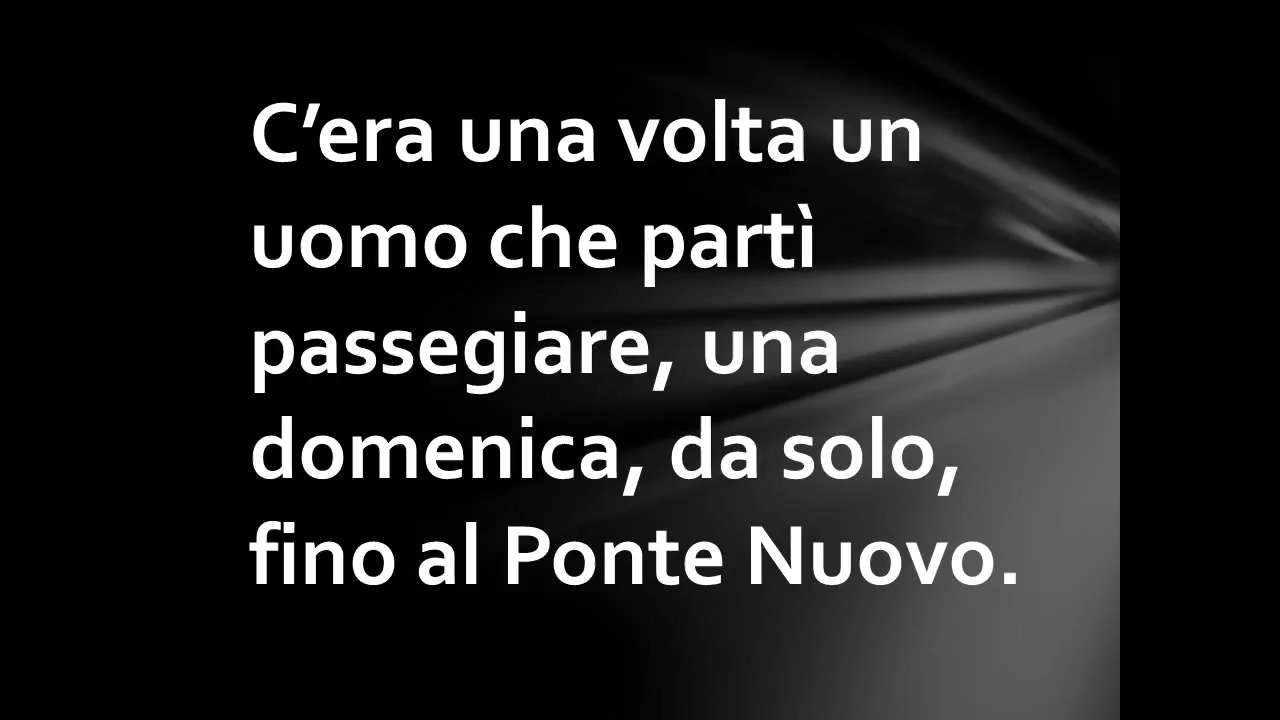 C’era una volta un
uomo che partì
passegiare, una
domenica, da solo,
fino al Ponte Nuovo.